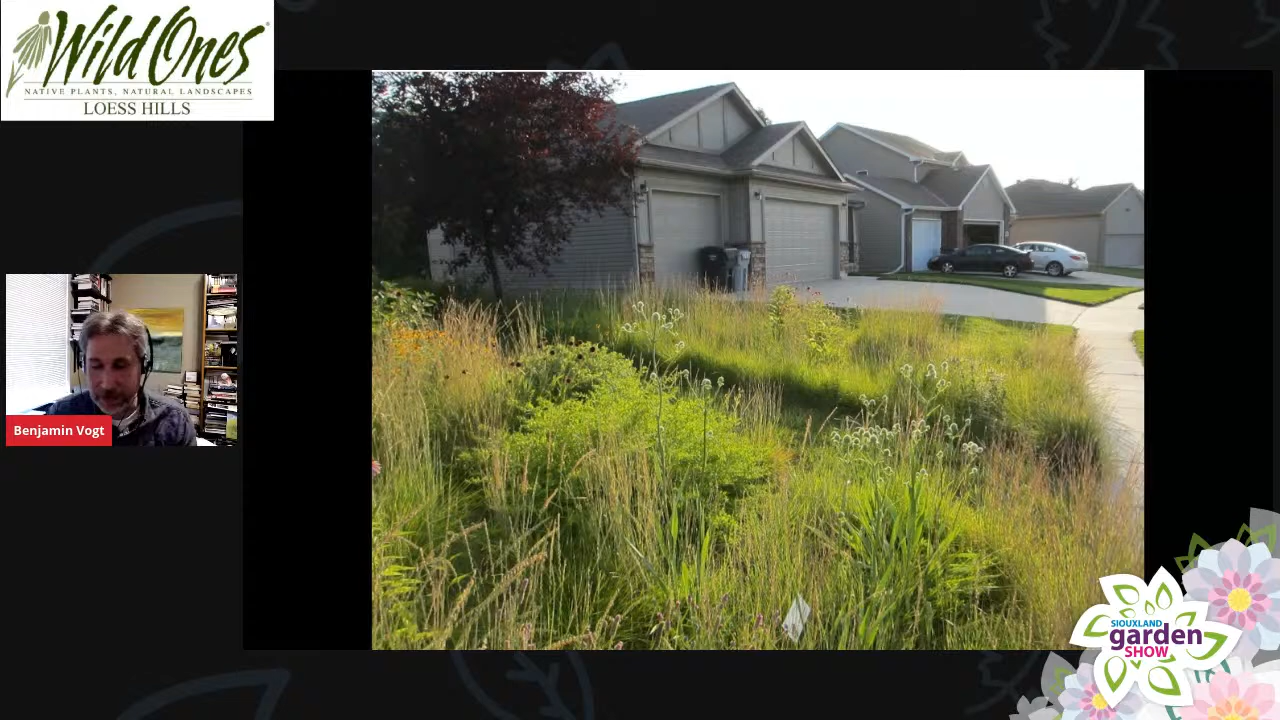 Wild Ones®
NATIVE PLANTS, NATURAL LANDSCAPES
LOESS HILLS
Benjamin Vogt
SIOUXLAND
garden
SHOW